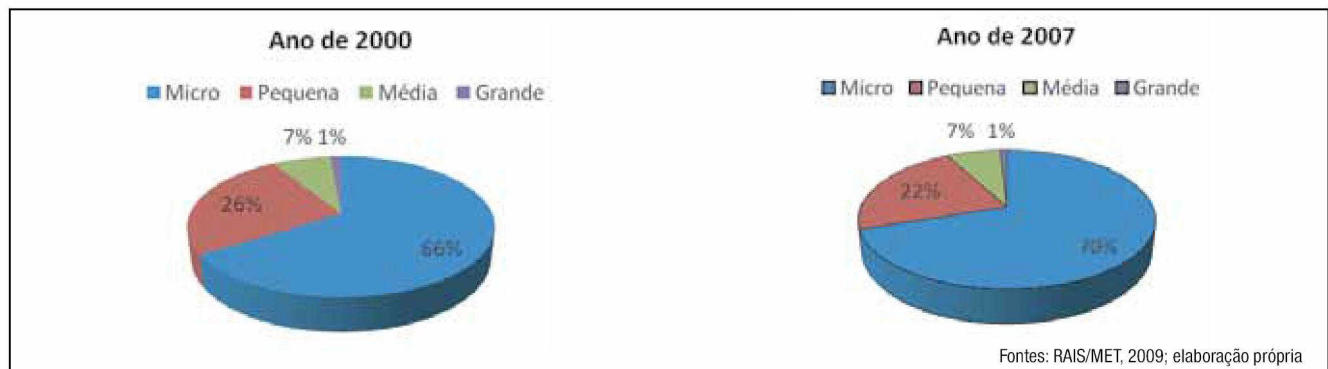 Ano de 2000
Micro Pequena Média Grande
7% 1%
26%
66%
Ano de 2007
Micro Pequena Média Grande
7% 1%
22%
70%
Fontes: RAIS/MET, 2009; elaboração própria